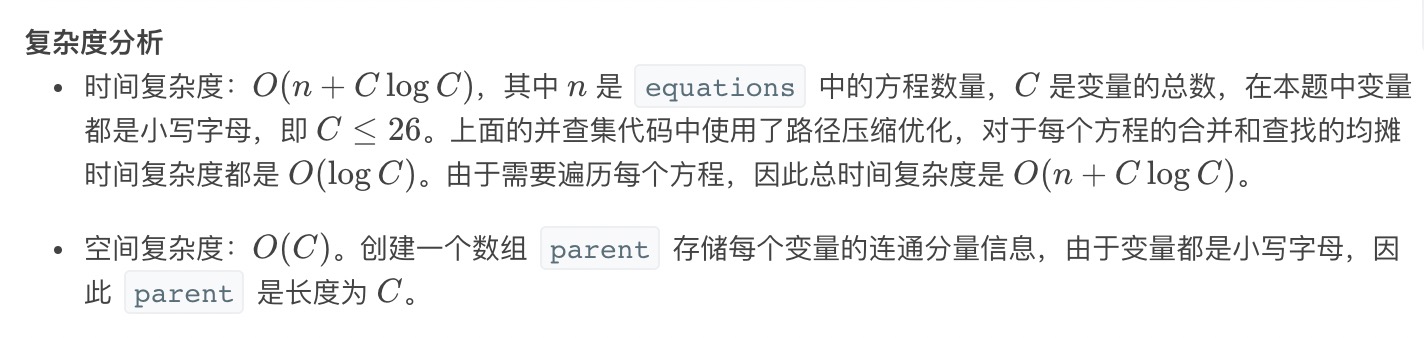 复杂度分析
• 时间复杂度：O(n + C log C)，其中 n 是 equations 中的方程数量，C 是变量的总数，在本题中变量
都是小写字母，即 C ≤ 26。上面的并查集代码中使用了路径压缩优化，对于每个方程的合并和查找的均摊
时间复杂度都是 O(log C)。由于需要遍历每个方程，因此总时间复杂度是 O(n + C log C)。
• 空间复杂度：O(C)。创建一个数组 parent 存储每个变量的连通分量信息，由于变量都是小写字母，因
此 parent 是长度为 C。